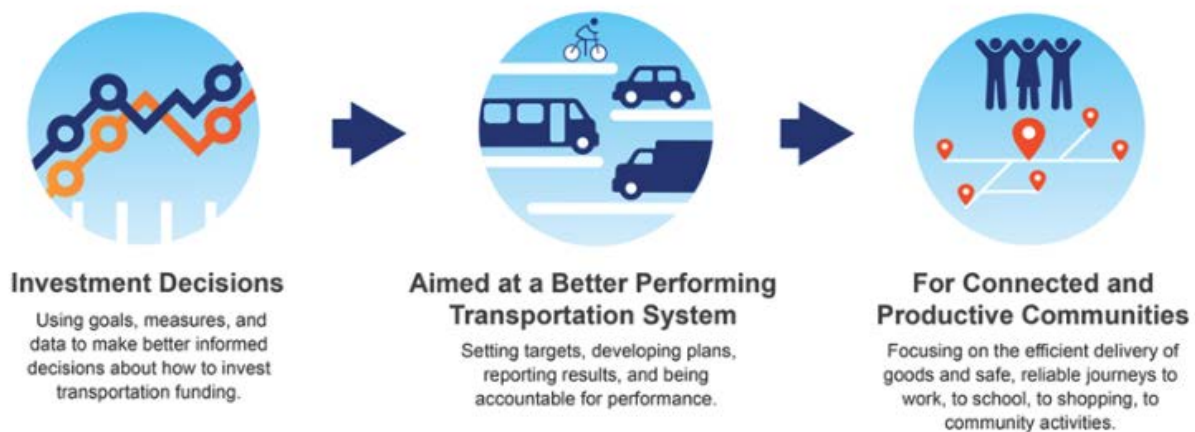 Investment Decisions
Using goals, measures, and
data to make better informed
decisions about how to invest
transportation funding.
Aimed at a Better Performing
Transportation System
Setting targets, developing plans,
reporting results, and being
accountable for performance.
For Connected and
Productive Communities
Focusing on the efficient delivery of
goods and safe, reliable journeys to
work, to school, to shopping, to
community activities.